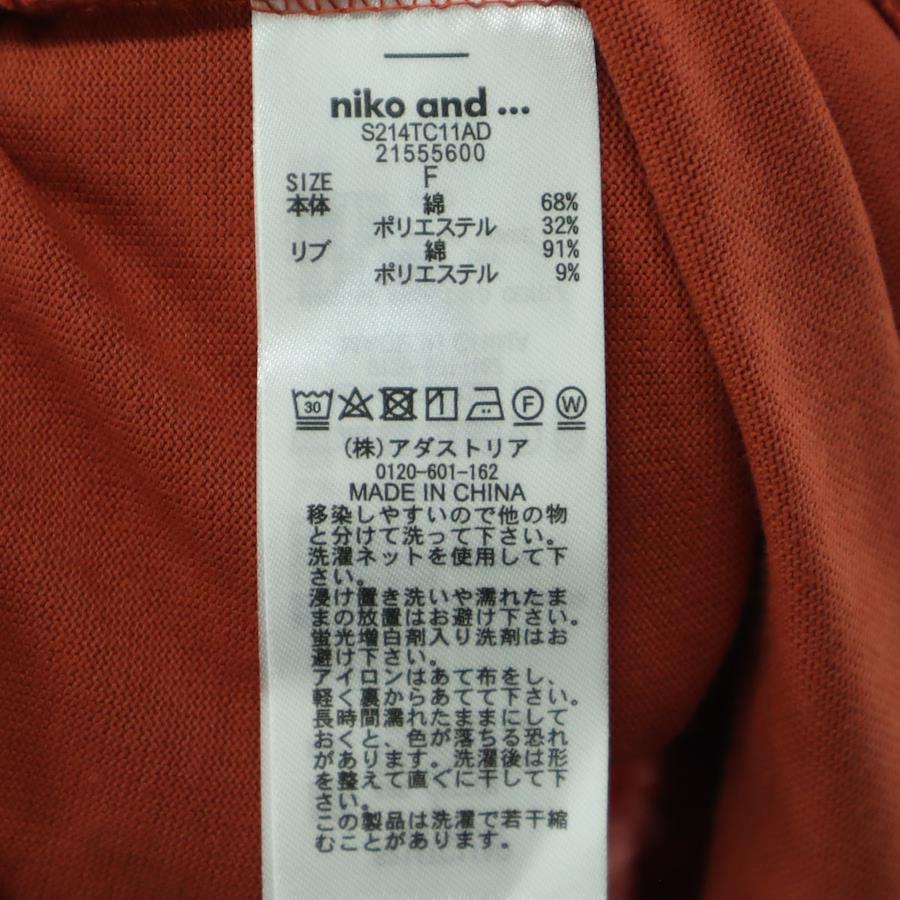 niko and ...
S214TC11AD
21555600
SIZE F
本体 綿 68%
ポリエステル 32%
リブ 綿 91%
ポリエステル 9%
30 F W
(株)アダストリア
0120-601-162
MADE IN CHINA
移染しやすいので他の物
と分けて洗って下さい。
洗濯ネットを使用して下
さい。
浸け置き洗いや濡れたま
まの放置はお避け下さい。
蛍光増白剤入り洗剤はお
避け下さい。
アイロンはあて布をし、
軽く裏からあてて下さい。
長時間濡れたままにして
おくと、色が落ちる恐れ
があります。洗濯後は形
を整えて直ぐに干して下
さい。
この製品は洗濯で若干縮
むことがあります。